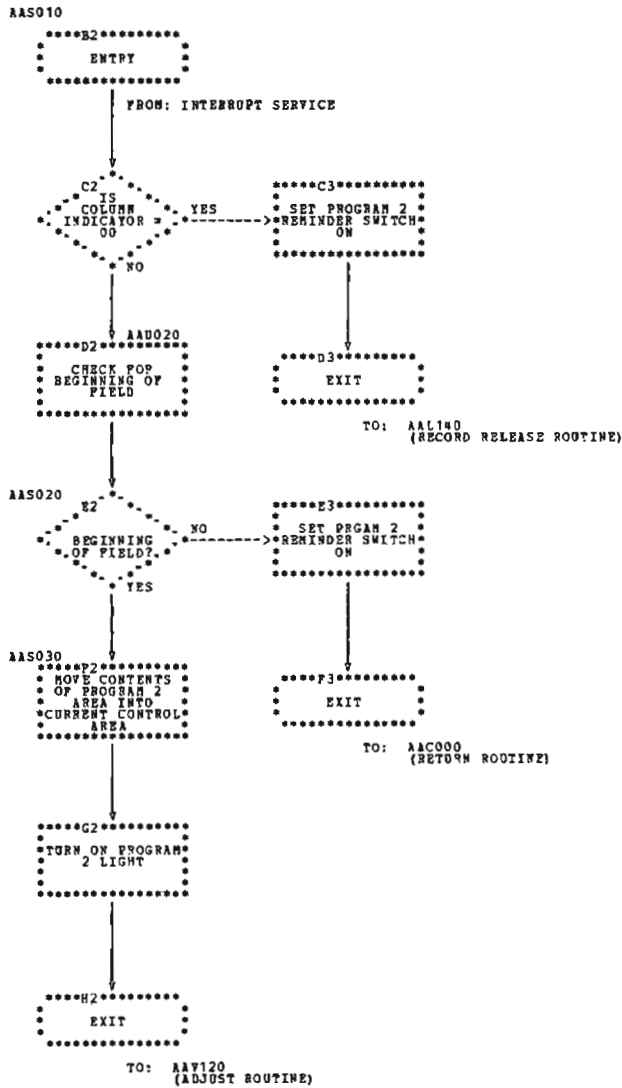 AAS010
B2
ENTRY
FROM: INTERRUPT SERVICE
C2
IS
COLUMN
INDICATOR =
00
YES
NO
C3
SET PROGRAM 2
REMINDER SWITCH
ON
AAU020
D2
CHECK FOR
BEGINNING OF
FIELD
D3
EXIT
TO: AAL140
(RECORD RELEASE ROUTINE)
AAS020
E2
BEGINNING
OF FIELD?
NO
YES
E3
SET PRGAM 2
REMINDER SWITCH
ON
AAS030
F2
MOVE CONTENTS
OF PROGRAM 2
AREA INTO
CURRENT CONTROL
AREA
F3
EXIT
TO: AAC000
(RETURN ROUTINE)
G2
TURN ON PROGRAM
2 LIGHT
H2
EXIT
TO: AAV120
(ADJUST ROUTINE)